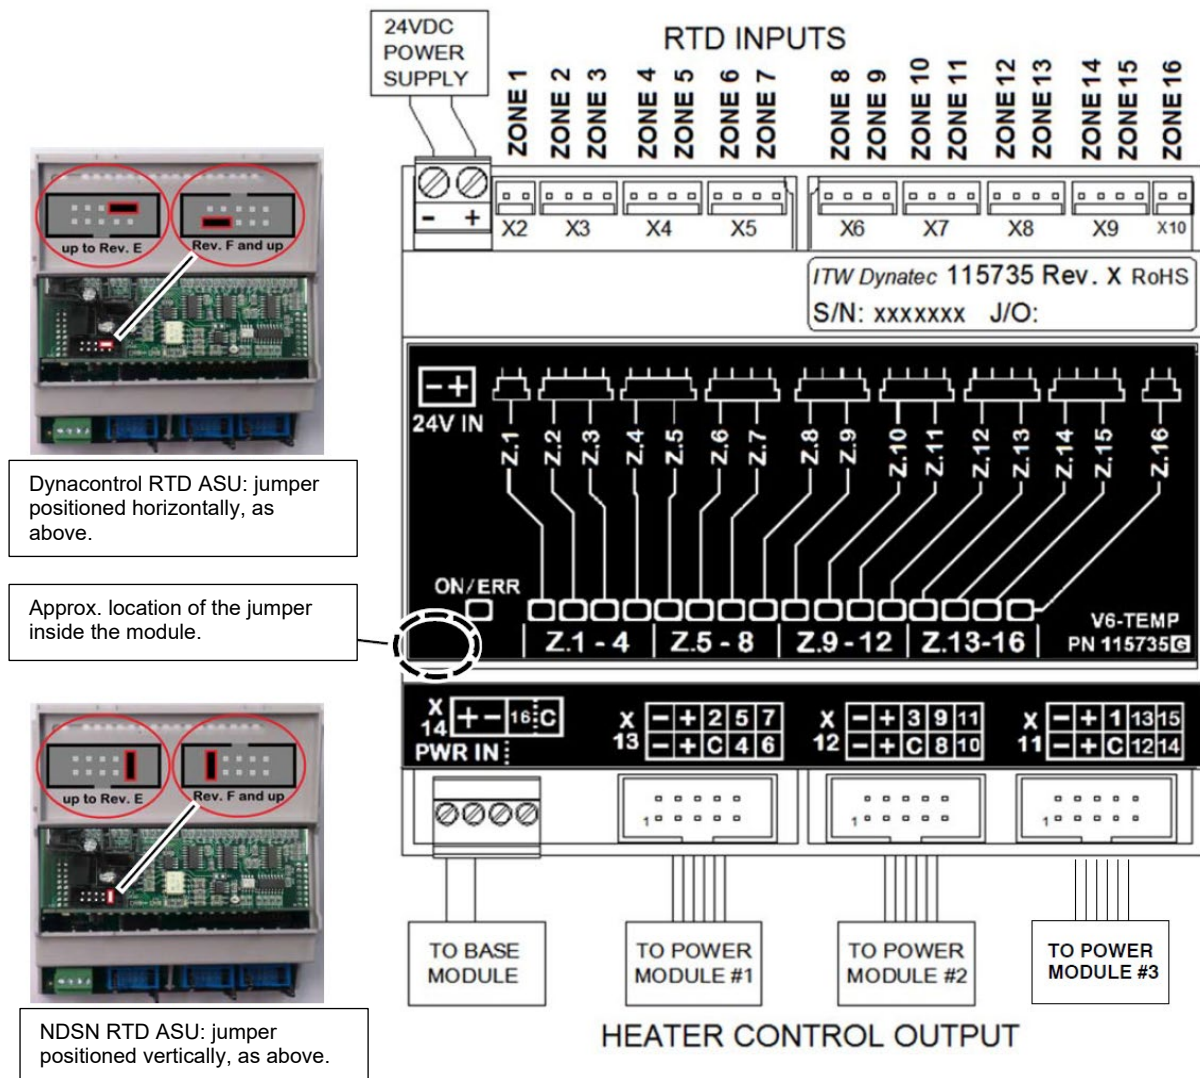 24VDC
POWER
SUPPLY
RTD INPUTS
ZONE 1
ZONE 2
ZONE 3
ZONE 4
ZONE 5
ZONE 6
ZONE 7
ZONE 8
ZONE 9
ZONE 10
ZONE 11
ZONE 12
ZONE 13
ZONE 14
ZONE 15
ZONE 16
- +
X2 X3 X4 X5 X6 X7 X8 X9 X10
up to Rev. E
Rev. F and up
ITW Dynatec 115735 Rev. X RoHS
S/N: xxxxxxx J/O:
Dynacontrol RTD ASU: jumper
positioned horizontally, as
above.
- +
24V IN
Z.1 Z.2 Z.3 Z.4 Z.5 Z.6 Z.7 Z.8 Z.9 Z.10 Z.11 Z.12 Z.13 Z.14 Z.15 Z.16
Approx. location of the jumper
inside the module.
ON/ERR
Z.1 - 4 Z.5 - 8 Z.9 - 12 Z.13-16
V6-TEMP
PN 115735G
X
14
+ - 16 C
PWR IN
X
13
- + 2 5 7
- + C 4 6
X
12
- + 3 9 11
- + C 8 10
X
11
- + 1 13 15
- + C 12 14
1
1
1
up to Rev. E
Rev. F and up
TO BASE
MODULE
TO POWER
MODULE #1
TO POWER
MODULE #2
TO POWER
MODULE #3
NDSN RTD ASU: jumper
positioned vertically, as above.
HEATER CONTROL OUTPUT